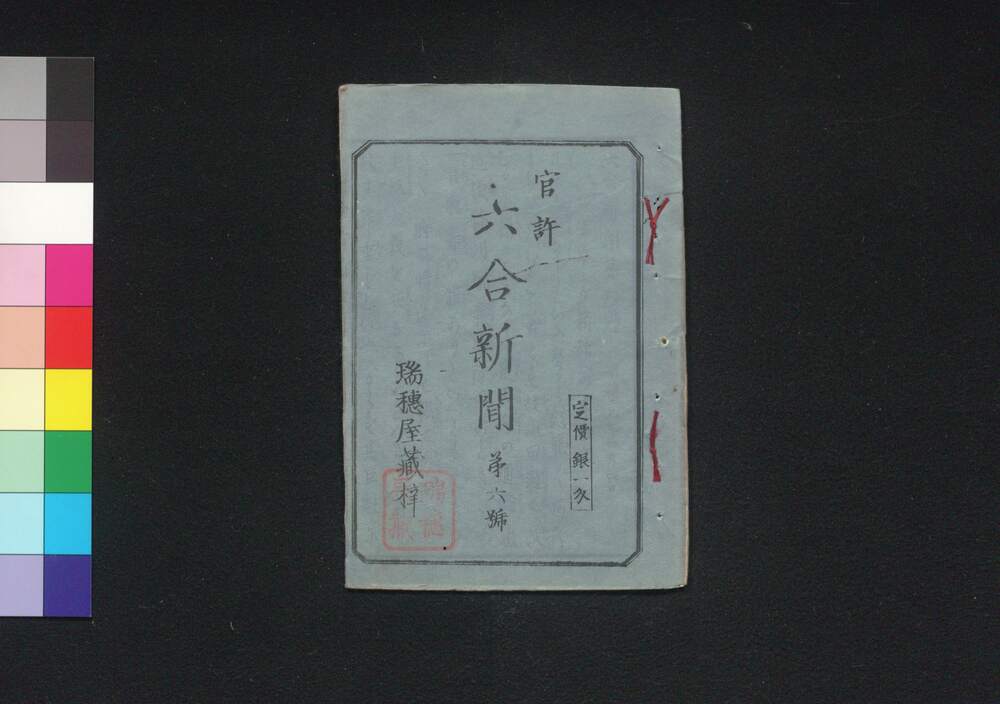 官許
六合新聞
第六號
定價銀一匁
瑞穗屋藏梓